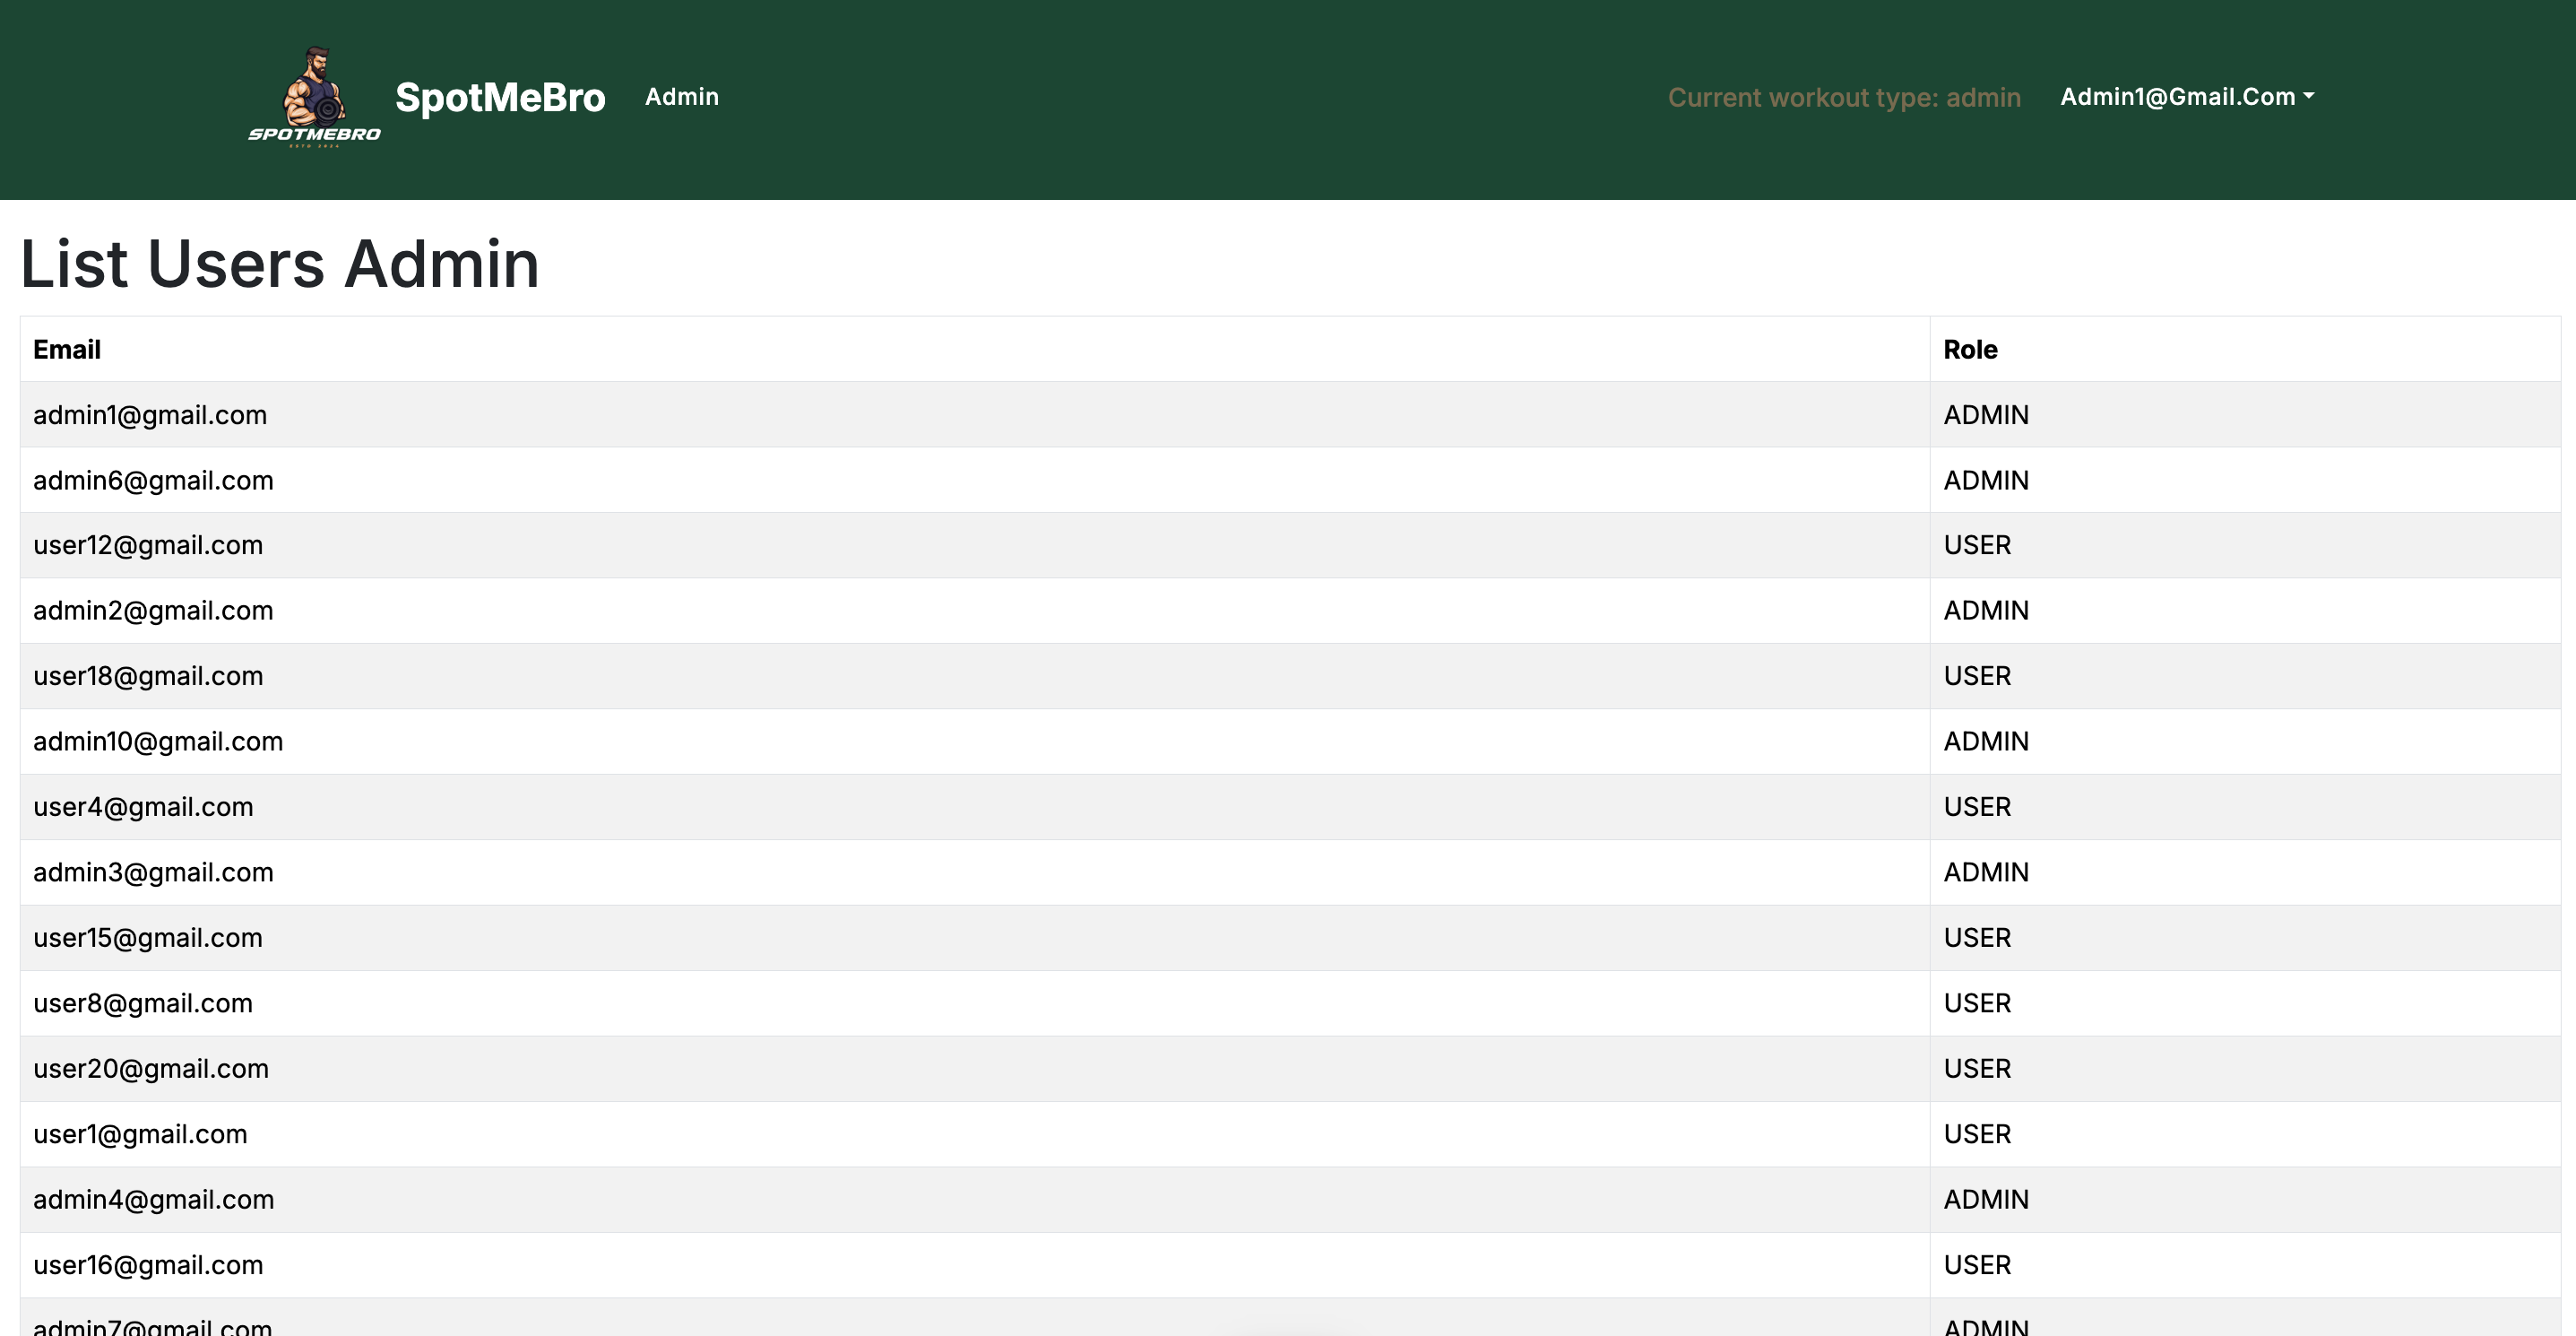 SPOTMEBRO
ESTD 2024
SpotMeBro Admin Current workout type: admin Admin1@Gmail.Com
List Users Admin
Email Role
admin1@gmail.com ADMIN
admin6@gmail.com ADMIN
user12@gmail.com USER
admin2@gmail.com ADMIN
user18@gmail.com USER
admin10@gmail.com ADMIN
user4@gmail.com USER
admin3@gmail.com ADMIN
user15@gmail.com USER
user8@gmail.com USER
user20@gmail.com USER
user1@gmail.com USER
admin4@gmail.com ADMIN
user16@gmail.com USER
admin7@gmail.com ADMIN